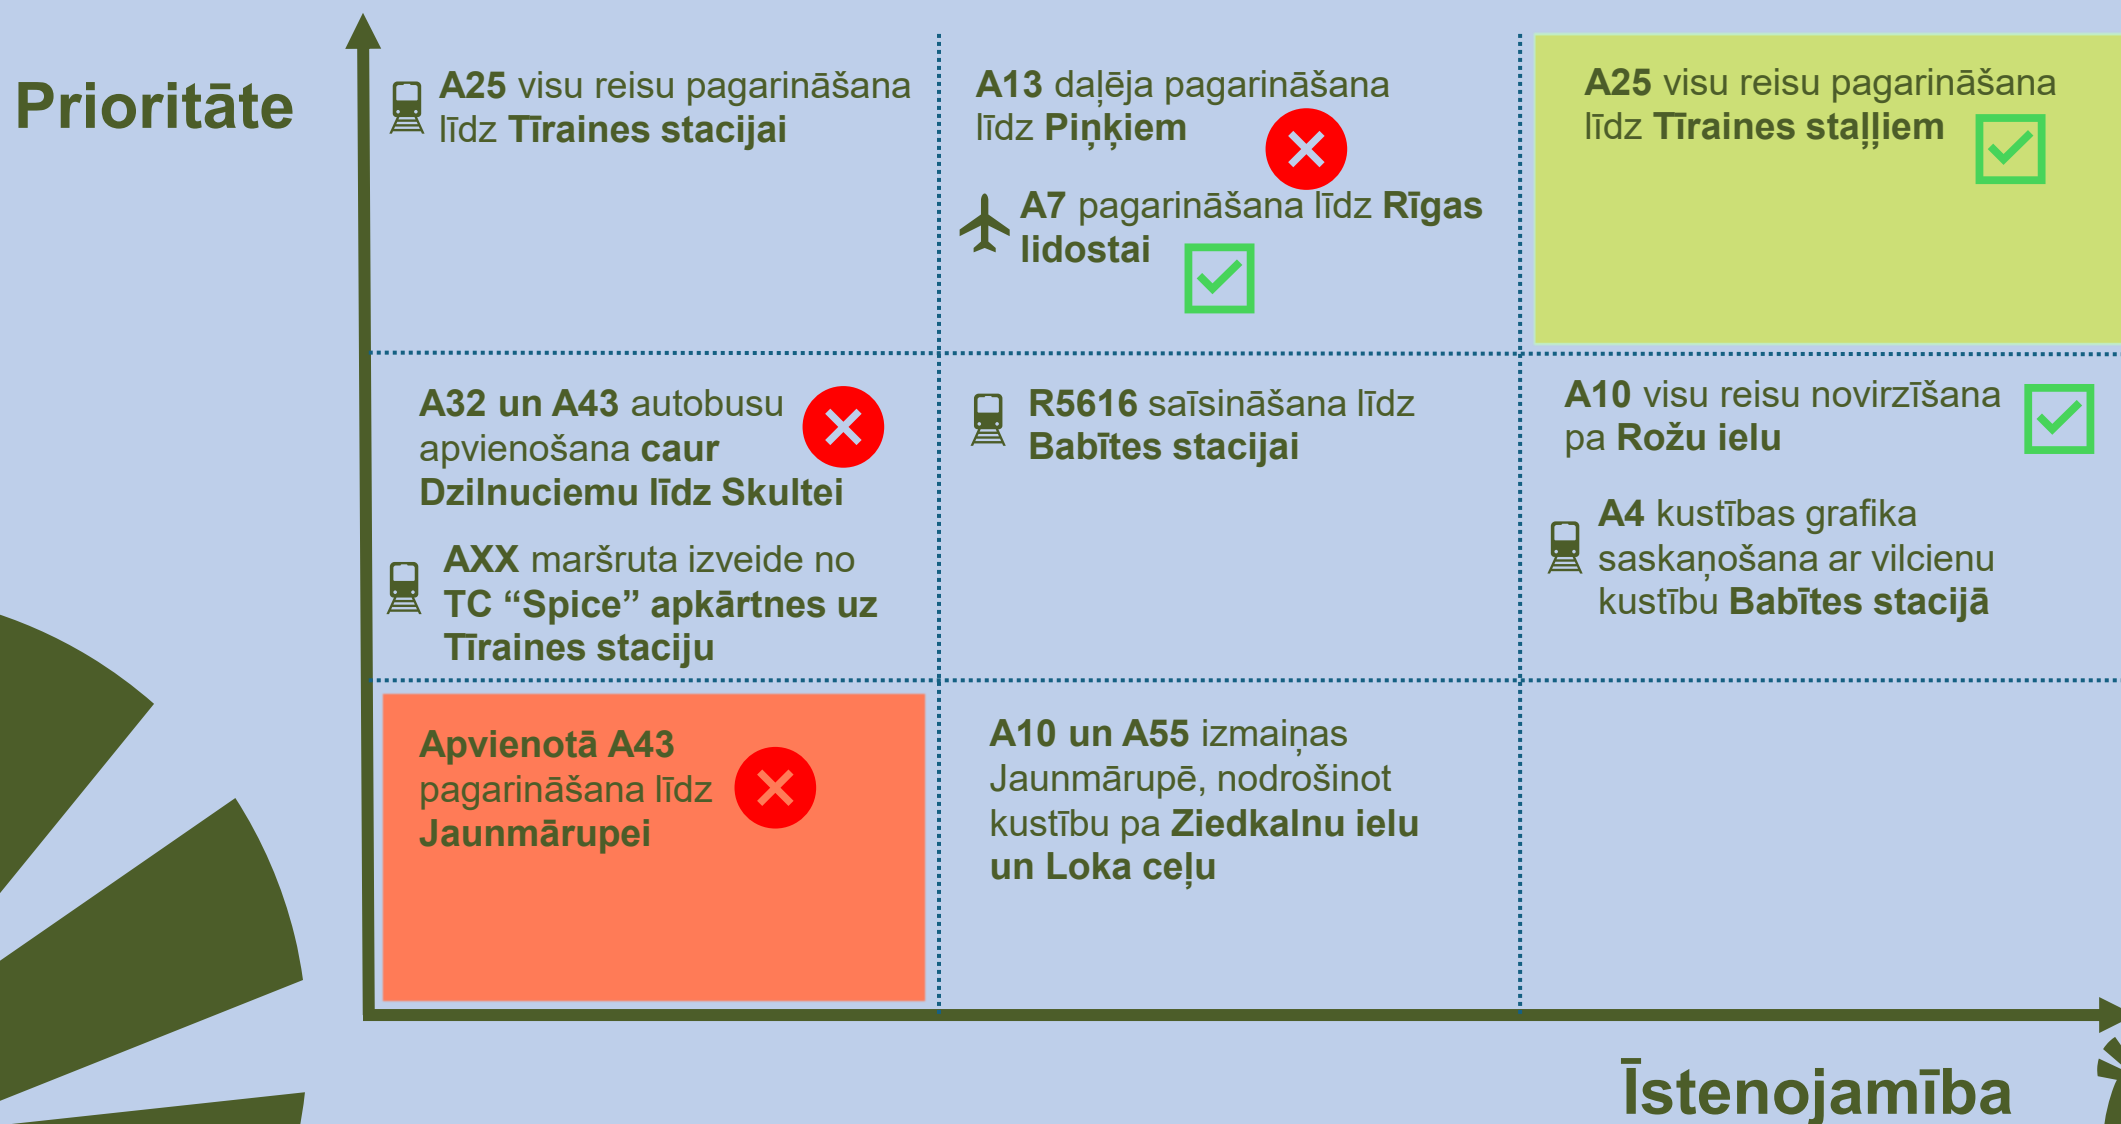 Prioritāte
A25 visu reisu pagarināšana
līdz Tīraines stacijai
A13 daļēja pagarināšana
līdz Piņķiem
A7 pagarināšana līdz Rīgas
lidostai
A25 visu reisu pagarināšana
līdz Tīraines staļļiem
A32 un A43 autobusu
apvienošana caur
Dzilnuciemu līdz Skultei
AXX maršruta izveide no
TC “Spice” apkārtnes uz
Tīraines staciju
R5616 saīsināšana līdz
Babītes stacijai
A10 visu reisu novirzīšana
pa Rožu ielu
A4 kustības grafika
saskaņošana ar vilcienu
kustību Babītes stacijā
Apvienotā A43
pagarināšana līdz
Jaunmārupei
A10 un A55 izmaiņas
Jaunmārupē, nodrošinot
kustību pa Ziedkalnu ielu
un Loka ceļu
Īstenojamība